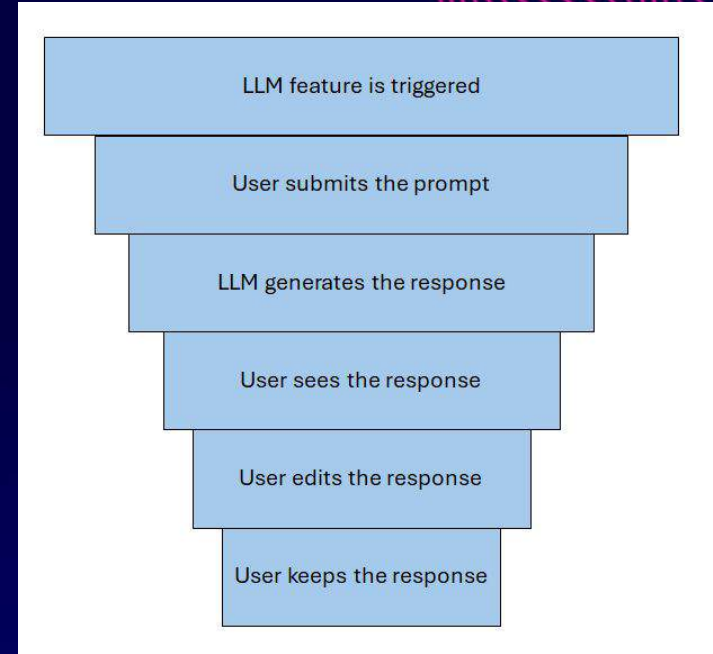 LLM feature is triggered
User submits the prompt
LLM generates the response
User sees the response
User edits the response
User keeps the response